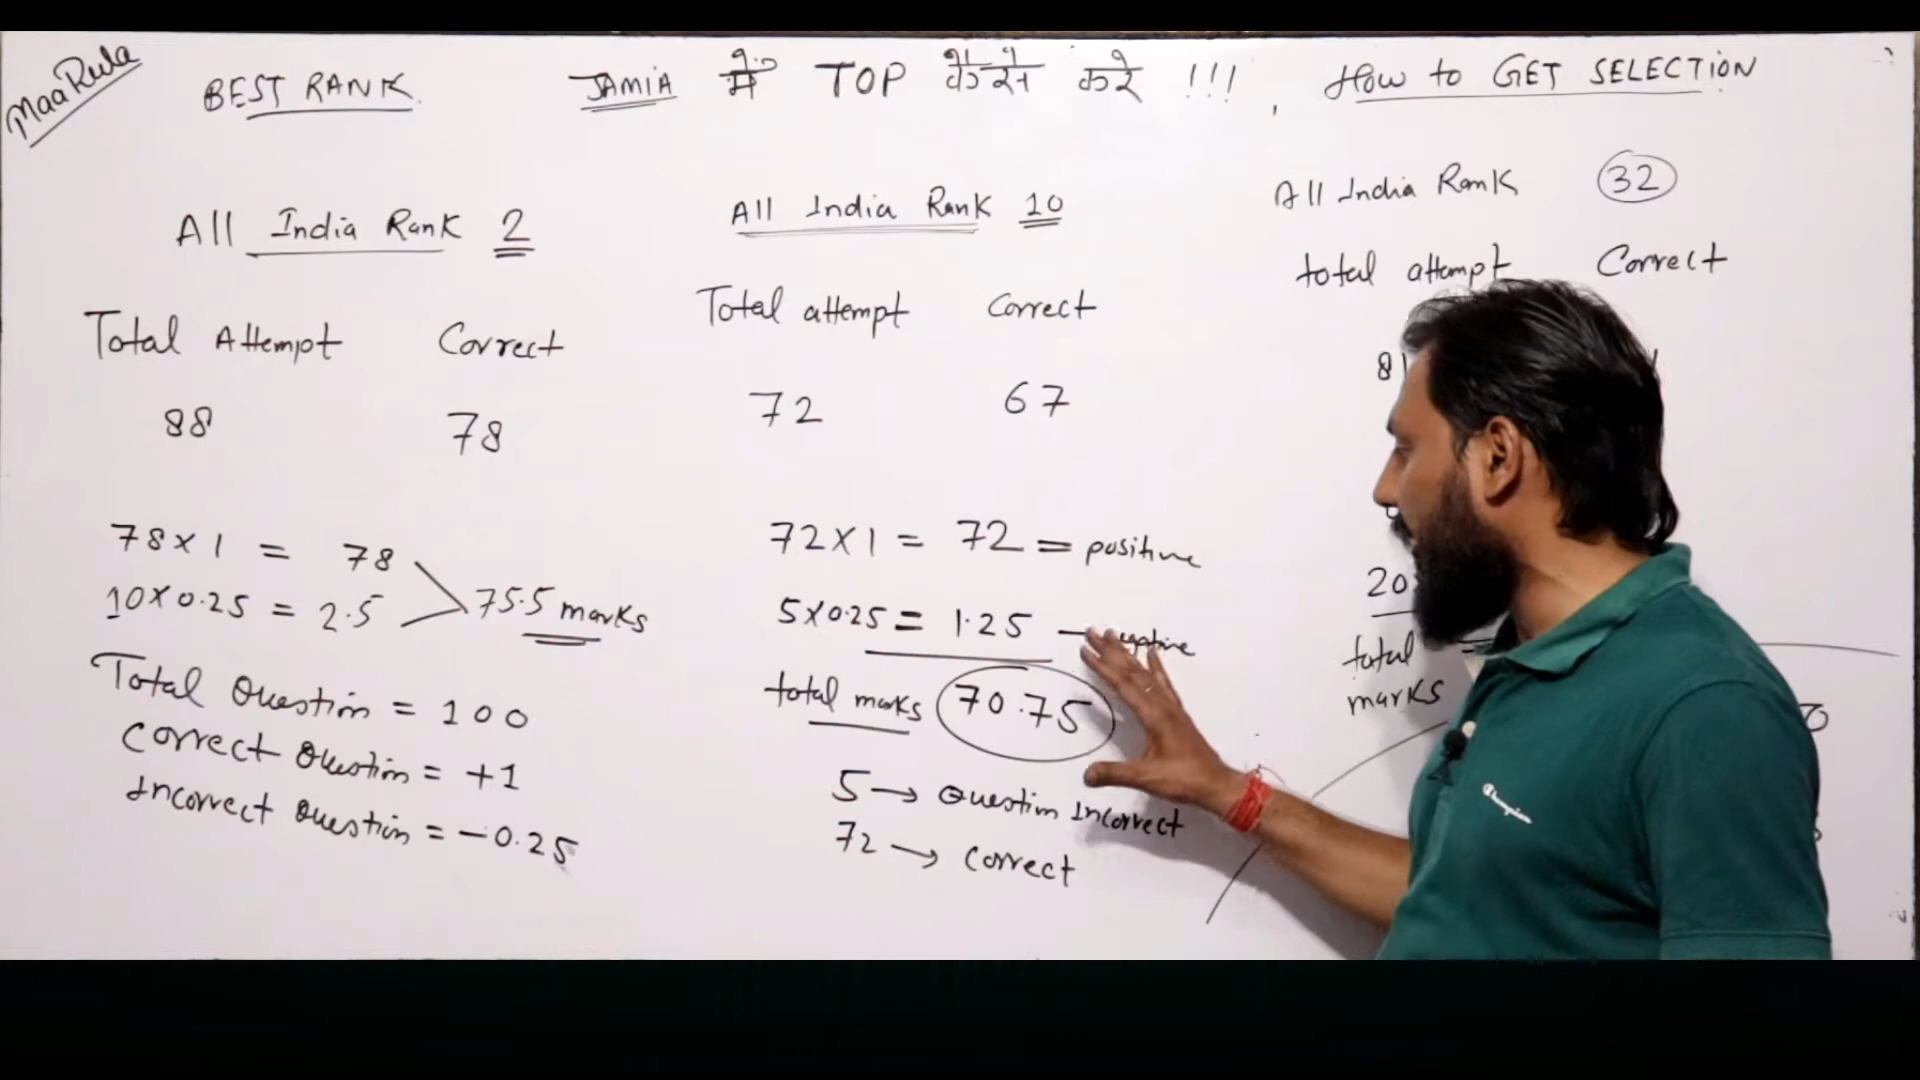 MaaRula
BEST RANK. JAMIA में TOP कैसे करे !!! , How to GET SELECTION
All India Rank 2
Total Attempt Correct
88 78
78 x 1 = 78
10 x 0.25 = 2.5
75.5 marks
Total Question = 100
Correct Question = +1
Incorrect Question = -0.25
All India Rank 10
Total attempt Correct
72 67
72 X 1 = 72 = positive
5 X 0.25 = 1.25
total marks 70.75
5 → Question Incorrect
72 → Correct
All India Rank 32
total attempt Correct
81
20
total
marks
Champion